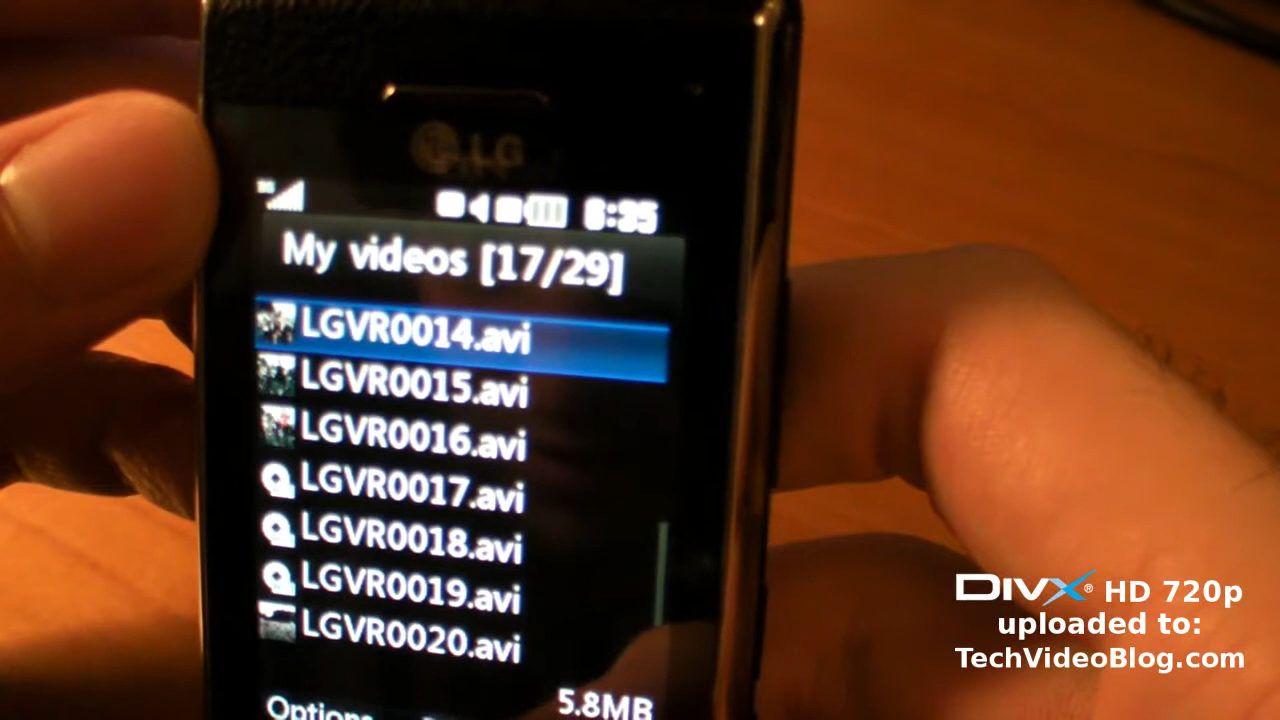 LG
6:35
My videos [17/29]
LGVR0014.avi
LGVR0015.avi
LGVR0016.avi
LGVR0017.avi
LGVR0018.avi
LGVR0019.avi
LGVR0020.avi
5.8MB
Options
DIVX® HD 720p
uploaded to:
TechVideoBlog.com